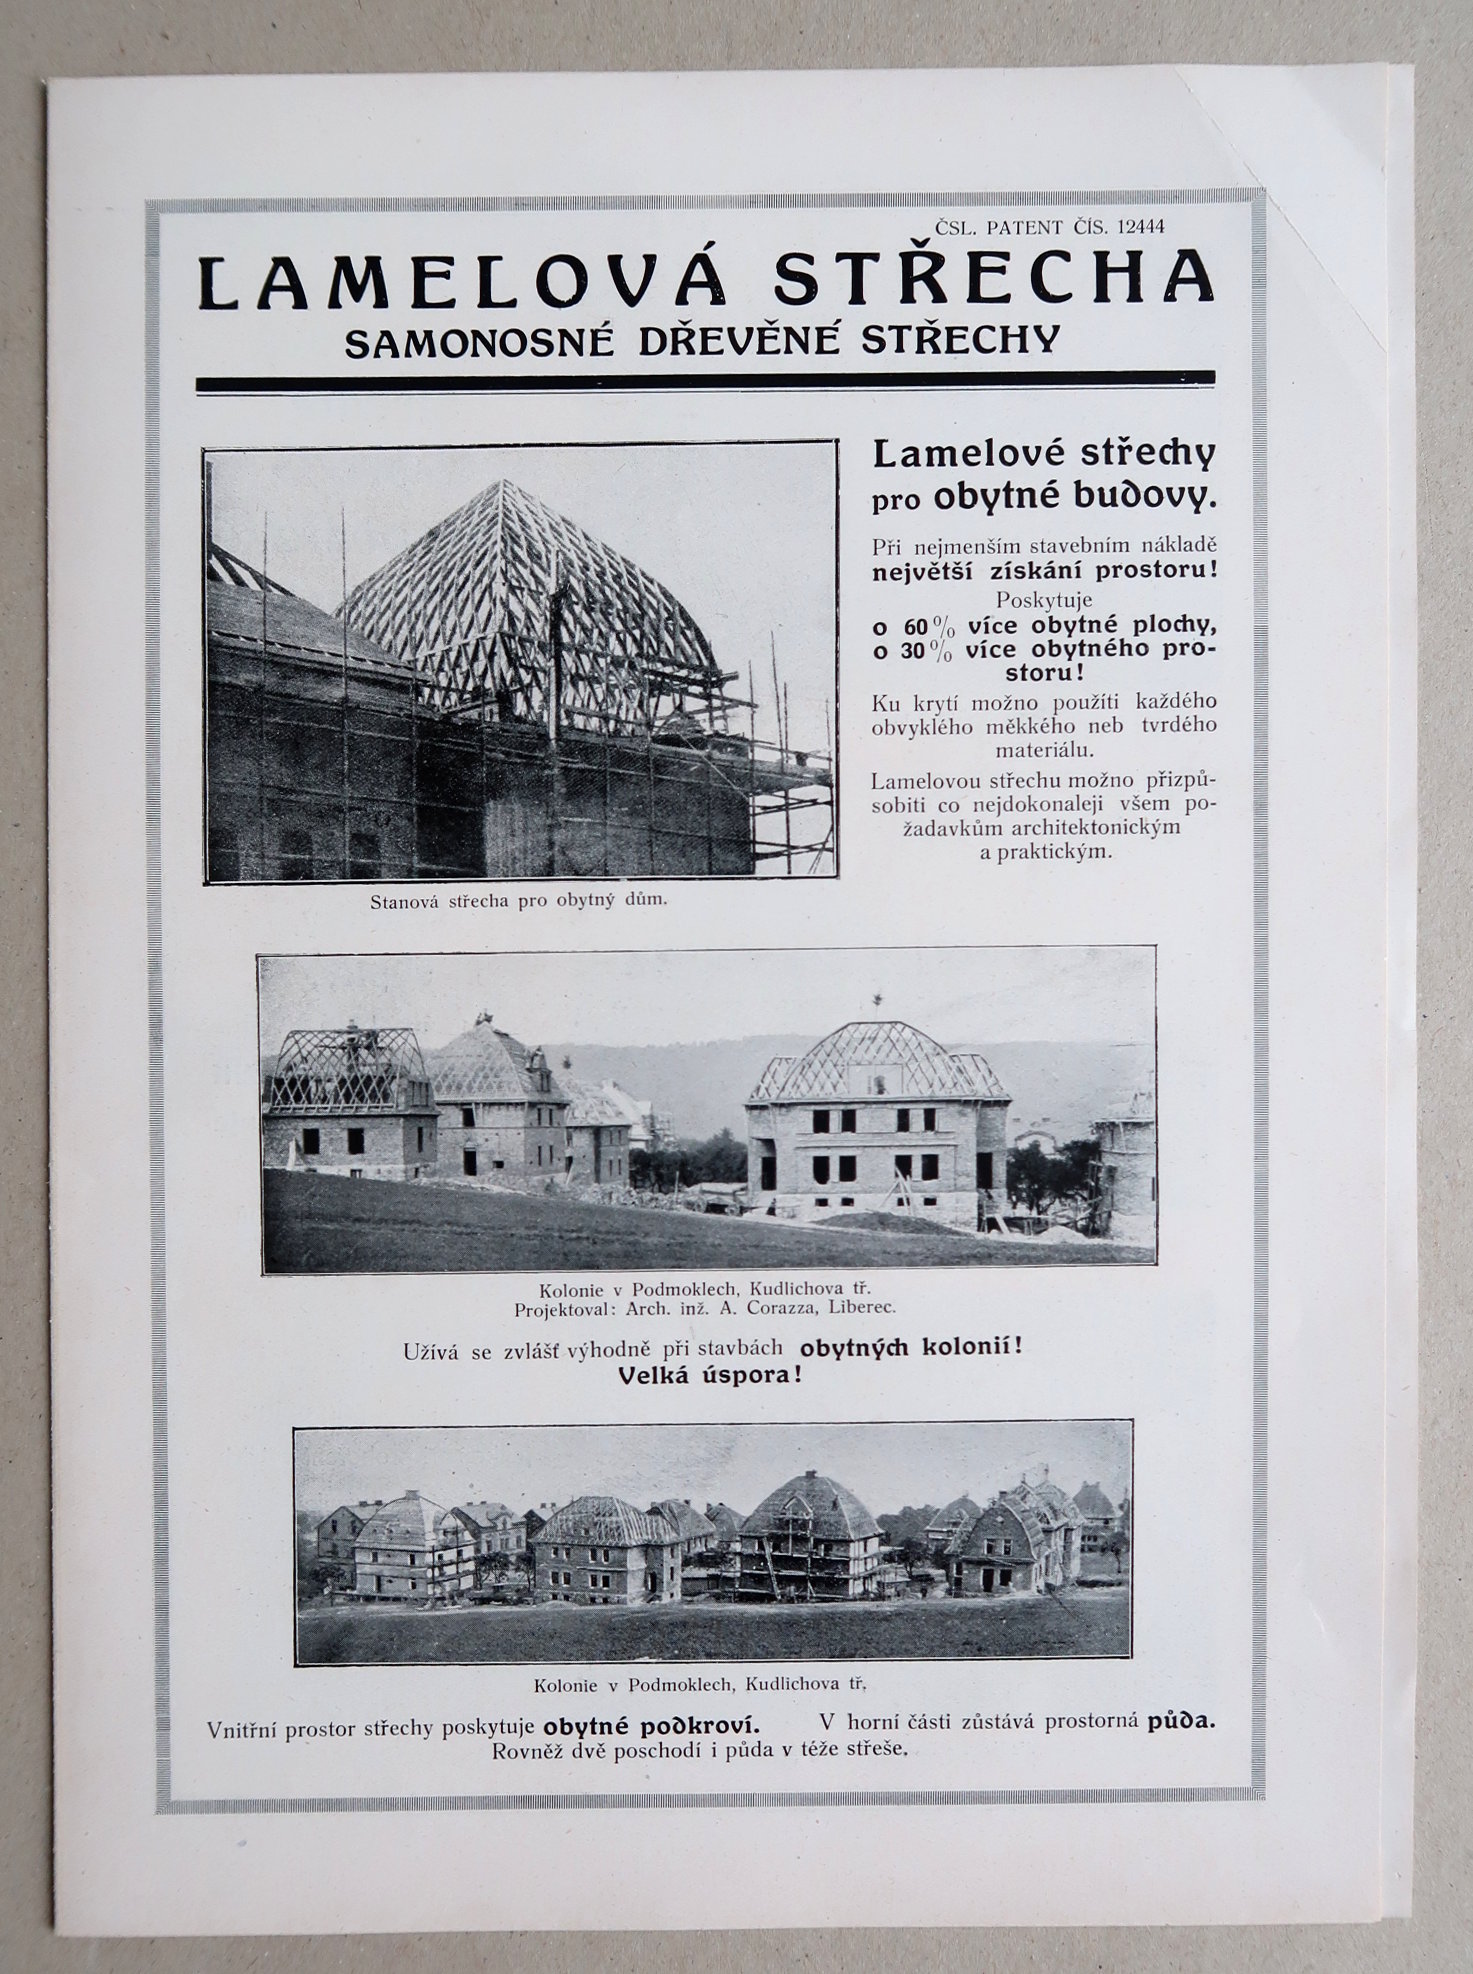 ČSL. PATENT ČÍS. 12444
LAMELOVÁ STŘECHA
SAMONOSNÉ DŘEVĚNÉ STŘECHY
Lamelové střechy
pro obytné budovy.
Při nejmenším stavebním nákladě
největší získání prostoru!
Poskytuje
o 60% více obytné plochy,
o 30% více obytného pro-
storu!
Ku krytí možno použíti každého
obvyklého měkkého neb tvrdého
materiálu.
Lamelovou střechu možno přizpů-
sobiti co nejdokonaleji všem po-
žadavkům architektonickým
a praktickým.
Stanová střecha pro obytný dům.
Kolonie v Podmoklech, Kudlichova tř.
Projektoval: Arch. inž. A. Corazza, Liberec.
Užívá se zvlášť výhodně při stavbách obytných kolonií!
Velká úspora!
Kolonie v Podmoklech, Kudlichova tř.
Vnitřní prostor střechy poskytuje obytné podkroví. V horní části zůstává prostorná půda.
Rovněž dvě poschodí i půda v téže střeše.